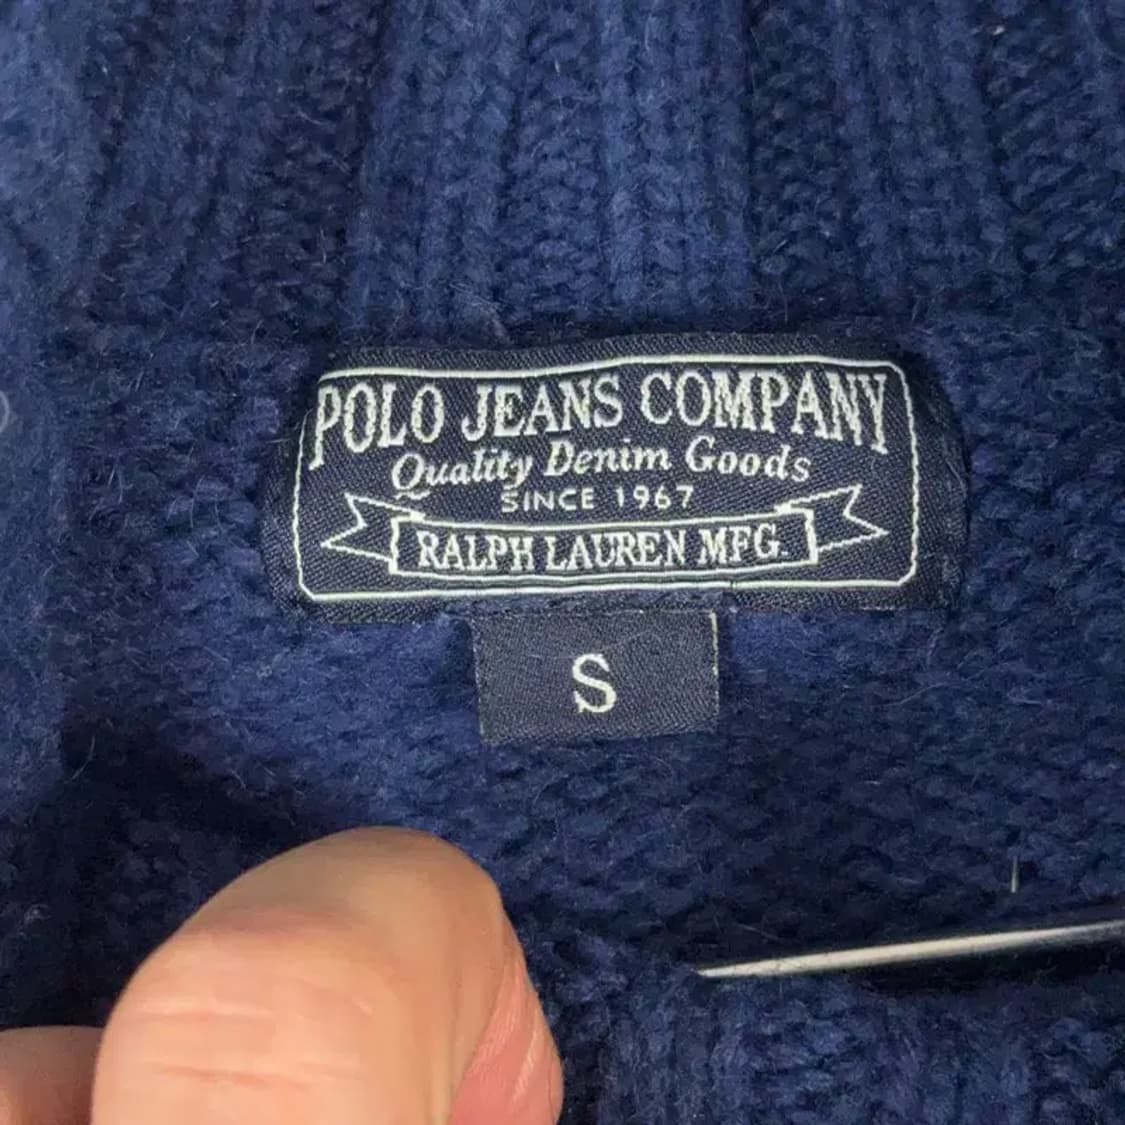 POLO JEANS COMPANY
Quality Denim Goods
SINCE 1967
RALPH LAUREN MFG.
S